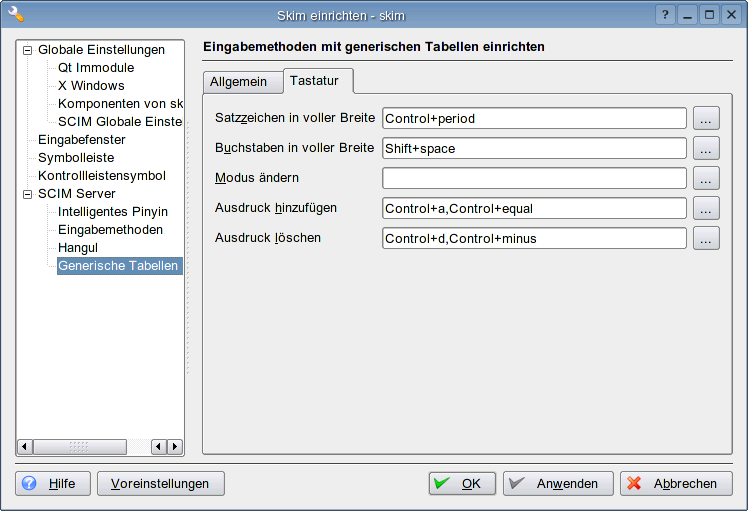 Skim einrichten - skim
Globale Einstellungen
Qt Immodule
X Windows
Komponenten von sk
SCIM Globale Einste
Eingabefenster
Symbolleiste
Kontrollleistensymbol
SCIM Server
Intelligentes Pinyin
Eingabemethoden
Hangul
Generische Tabellen
Eingabemethoden mit generischen Tabellen einrichten
Allgemein Tastatur
Satzzeichen in voller Breite Control+period ...
Buchstaben in voller Breite Shift+space ...
Modus ändern ...
Ausdruck hinzufügen Control+a,Control+equal ...
Ausdruck löschen Control+d,Control+minus ...
Hilfe Voreinstellungen OK Anwenden Abbrechen